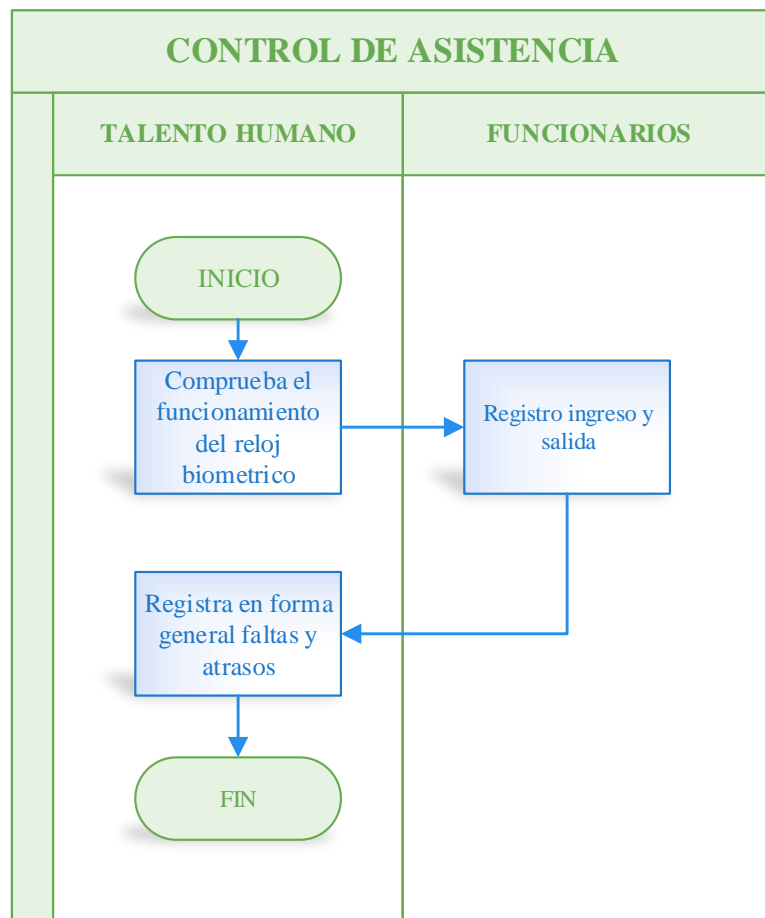 CONTROL DE ASISTENCIA
TALENTO HUMANO
FUNCIONARIOS
INICIO
Comprueba el
funcionamiento
del reloj
biometrico
Registro ingreso y
salida
Registra en forma
general faltas y
atrasos
FIN